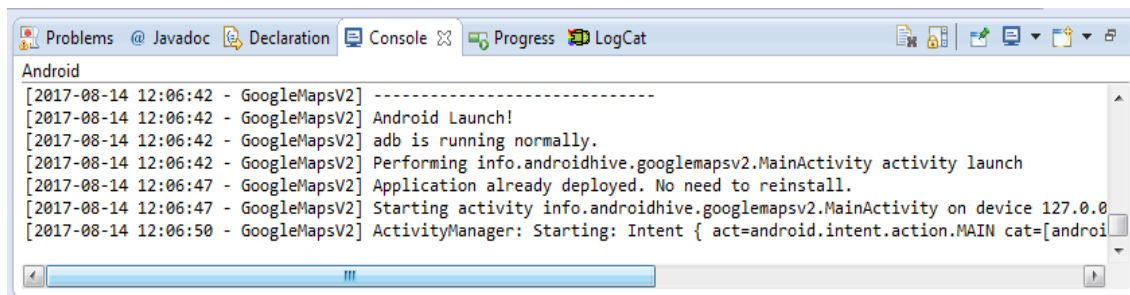 Problems @ Javadoc Declaration Console Progress LogCat
Android
[2017-08-14 12:06:42 - GoogleMapsV2] ------------------------------
[2017-08-14 12:06:42 - GoogleMapsV2] Android Launch!
[2017-08-14 12:06:42 - GoogleMapsV2] adb is running normally.
[2017-08-14 12:06:42 - GoogleMapsV2] Performing info.androidhive.googlemapsv2.MainActivity activity launch
[2017-08-14 12:06:47 - GoogleMapsV2] Application already deployed. No need to reinstall.
[2017-08-14 12:06:47 - GoogleMapsV2] Starting activity info.androidhive.googlemapsv2.MainActivity on device 127.0.0
[2017-08-14 12:06:50 - GoogleMapsV2] ActivityManager: Starting: Intent { act=android.intent.action.MAIN cat=[androi